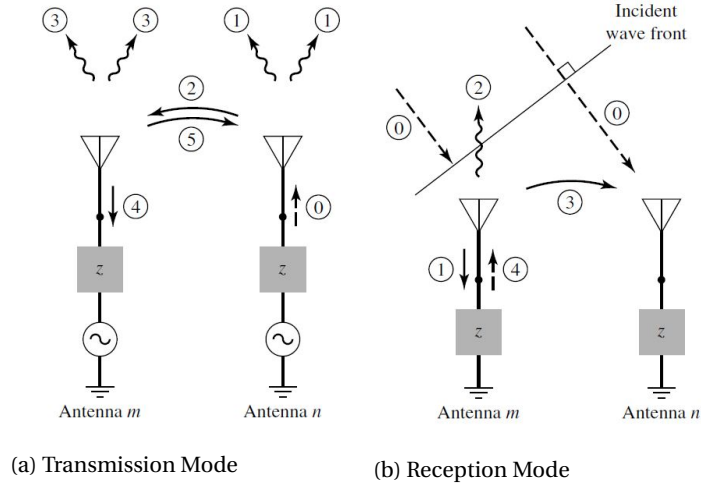 ③ ③ ① ①
②
⑤
④ ⓪
z z
Antenna m Antenna n
(a) Transmission Mode
Incident
wave front
⓪ ② ⓪
③
① ④
z z
Antenna m Antenna n
(b) Reception Mode